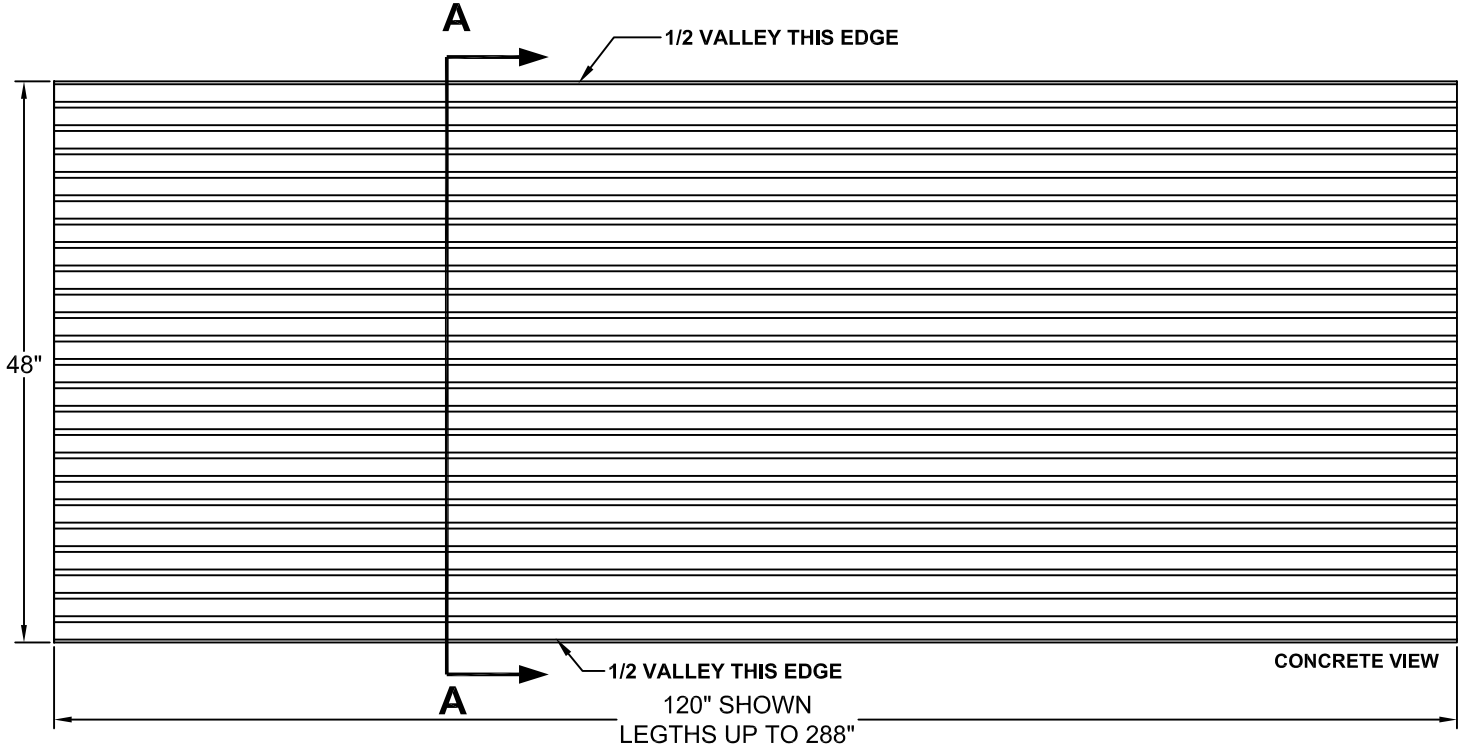 A
1/2 VALLEY THIS EDGE
48"
1/2 VALLEY THIS EDGE
CONCRETE VIEW
A
120" SHOWN
LEGTHS UP TO 288"